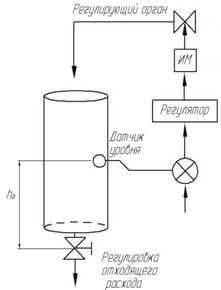 Регулирующий орган
ИМ
Регулятор
Датчик
уровня
h₀
Регулировка
отходящего
расхода